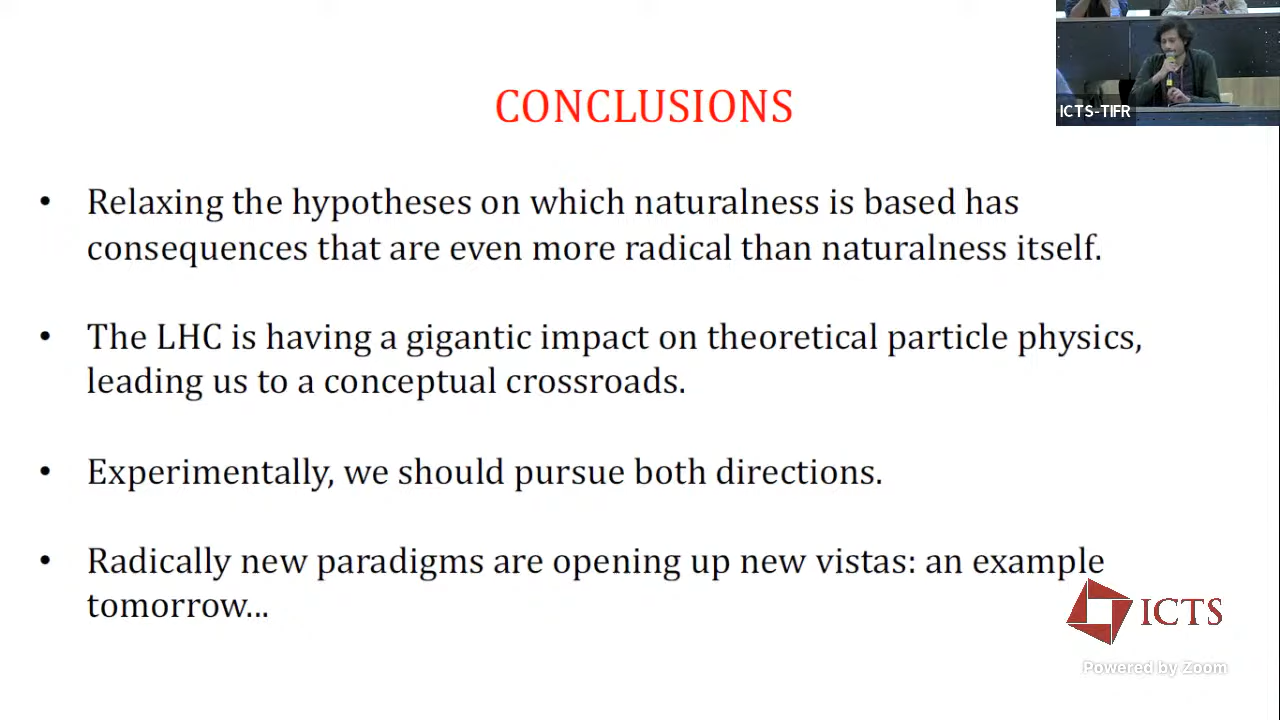 ICTS-TIFR
CONCLUSIONS
• Relaxing the hypotheses on which naturalness is based has
consequences that are even more radical than naturalness itself.
• The LHC is having a gigantic impact on theoretical particle physics,
leading us to a conceptual crossroads.
• Experimentally, we should pursue both directions.
• Radically new paradigms are opening up new vistas: an example
tomorrow...
ICTS
Powered by Zoom